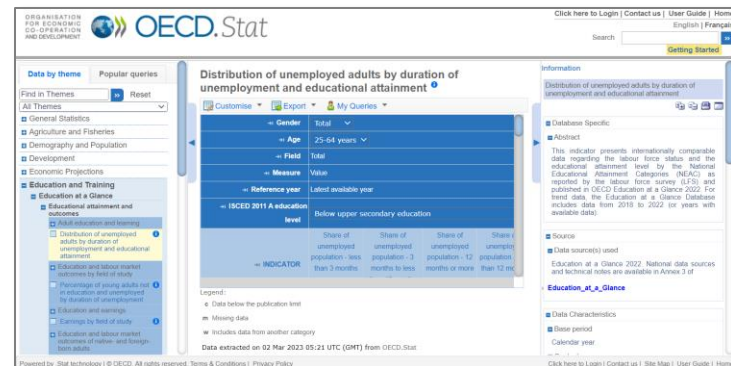 ORGANISATION
FOR ECONOMIC
CO-OPERATION
AND DEVELOPMENT
OECD.Stat
Click here to Login | Contact us | User Guide | Home
English | Français
Search
»
Getting Started
Data by theme
Popular queries
Find in Themes
»
Reset
All Themes
General Statistics
Agriculture and Fisheries
Demography and Population
Development
Economic Projections
Education and Training
Education at a Glance
Educational attainment and
outcomes
Adult education and learning
Distribution of unemployed
adults by duration of
unemployment and educational
attainment
Education and labour market
outcomes by field of study
Percentage of young adults not
in education and unemployed
by duration of unemployment
Education and earnings
Earnings by field of study
Education and labour market
outcomes of native- and foreign-
born adults
Distribution of unemployed adults by duration of
unemployment and educational attainment
Customise
Export
My Queries
Gender
Total
Age
25-64 years
Field
Total
Measure
Value
Reference year
Latest available year
ISCED 2011 A education
level
Below upper secondary education
INDICATOR
Share of
unemployed
population - less
than 3 months
Share of
unemployed
population - 3
months to less
Share of
unemployed
population - 12
months or more
Share
unemploy
population
than 12 mo
Legend:
c Data below the publication limit
m Missing data
w Includes data from another category
Data extracted on 02 Mar 2023 05:21 UTC (GMT) from OECD.Stat
Information
Distribution of unemployed adults by duration of
unemployment and educational attainment
Database Specific
Abstract
This indicator presents internationally comparable
data regarding the labour force status and the
educational attainment level by the National
Educational Attainment Categories (NEAC) as
reported by the labour force survey (LFS) and
published in OECD Education at a Glance 2022. For
trend data, the Education at a Glance Database
includes data from 2018 to 2022 (or years with
available data).
Source
Data source(s) used
Education at a Glance 2022. National data sources
and technical notes are available in Annex 3 of
Education_at_a_Glance
Data Characteristics
Base period
Calendar year
Powered by .Stat technology | © OECD. All rights reserved. Terms & Conditions | Privacy Policy
Click here to Login | Contact us | Site Map | User Guide | Home